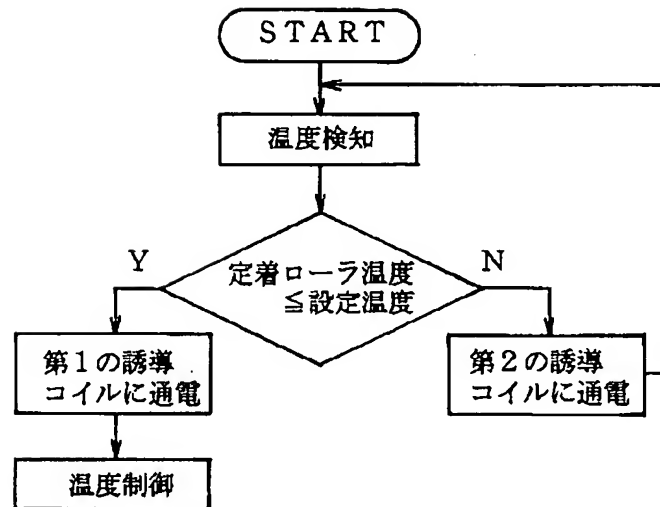 START
温度検知
Y
定着ローラ温度
≦設定温度
N
第1の誘導
コイルに通電
第2の誘導
コイルに通電
温度制御